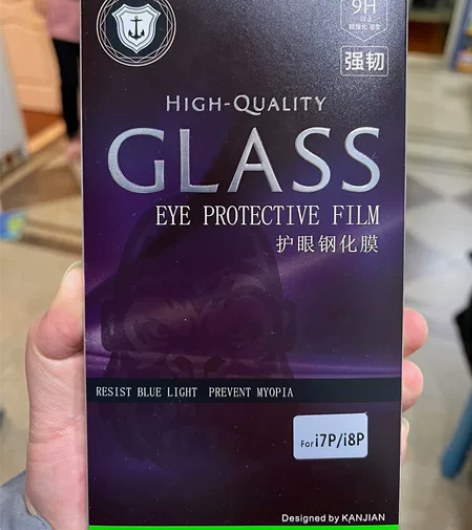 9H
强韧
HIGH-QUALITY
GLASS
EYE PROTECTIVE FILM
护眼钢化膜
RESIST BLUE LIGHT PREVENT MYOPIA
For i7P/i8P
Designed by KANJIAN